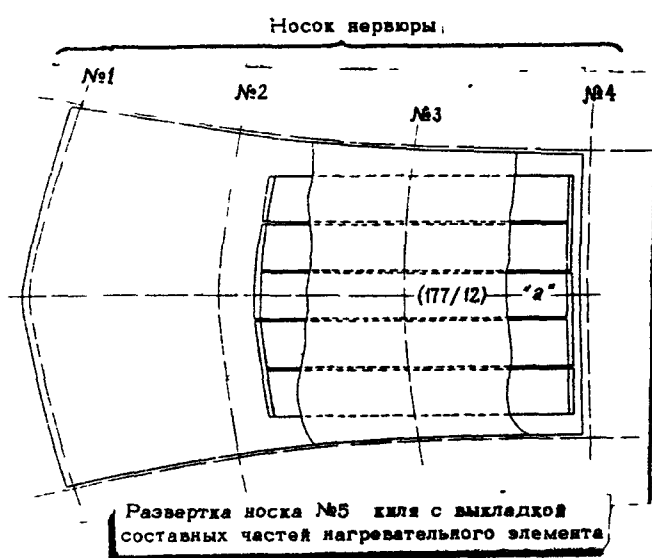 Носок нервюры
№1
№2
№3
№4
(177/12) "а"
Развертка носка №5 киля с выкладкой
составных частей нагревательного элемента